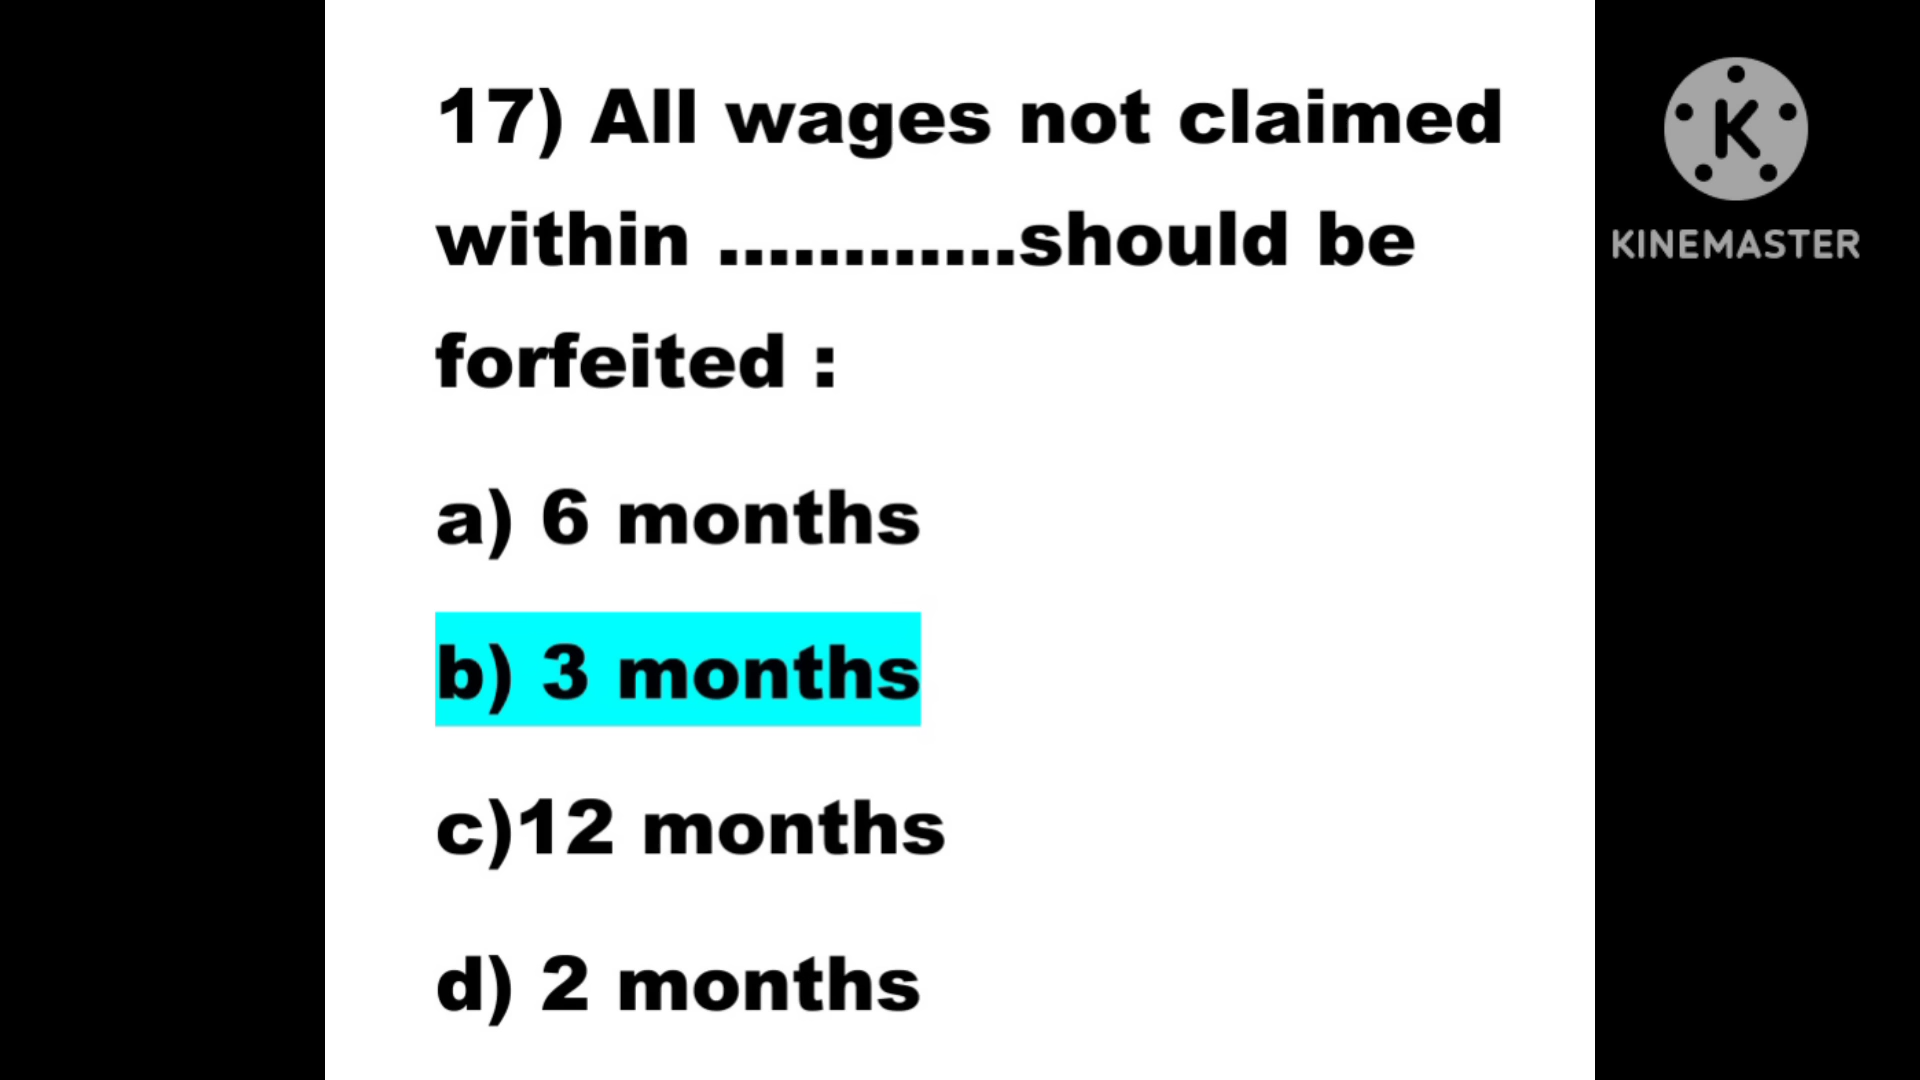 17) All wages not claimed
within ............should be
forfeited :
a) 6 months
b) 3 months
c)12 months
d) 2 months
K
KINEMASTER